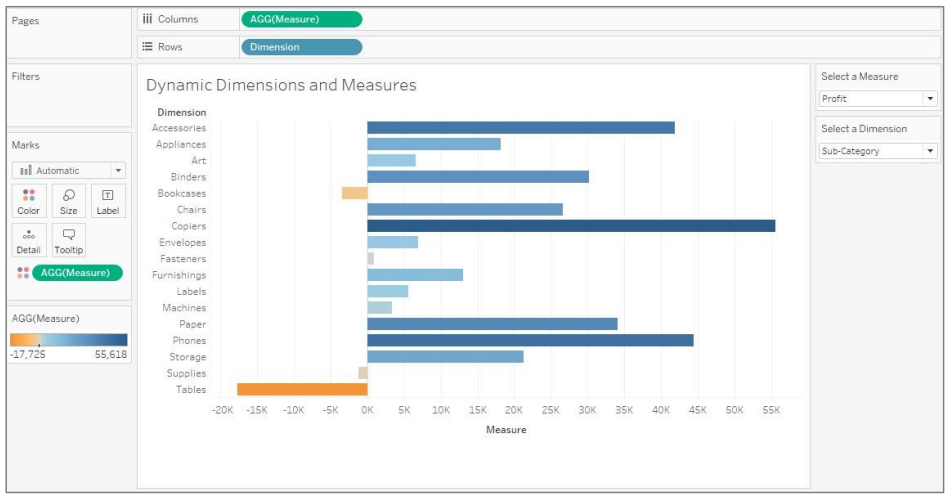 Pages
Columns
AGG(Measure)
Rows
Dimension
Filters
Marks
Automatic
Color
Size
Label
Detail
Tooltip
AGG(Measure)
AGG(Measure)
-17,725
55,618
Dynamic Dimensions and Measures
Dimension
Accessories
Appliances
Art
Binders
Bookcases
Chairs
Copiers
Envelopes
Fasteners
Furnishings
Labels
Machines
Paper
Phones
Storage
Supplies
Tables
-20K -15K -10K -5K 0K 5K 10K 15K 20K 25K 30K 35K 40K 45K 50K 55K
Measure
Select a Measure
Profit
Select a Dimension
Sub-Category